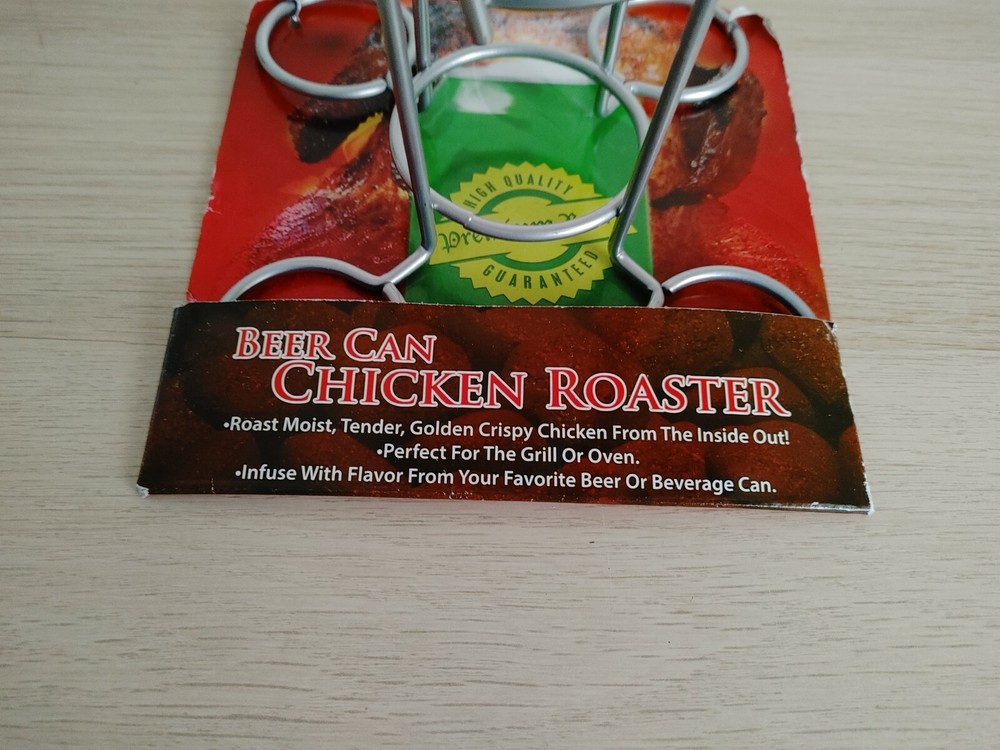 HIGH QUALITY
GUARANTEED
BEER CAN
CHICKEN ROASTER
•Roast Moist, Tender, Golden Crispy Chicken From The Inside Out!
•Perfect For The Grill Or Oven.
•Infuse With Flavor From Your Favorite Beer Or Beverage Can.